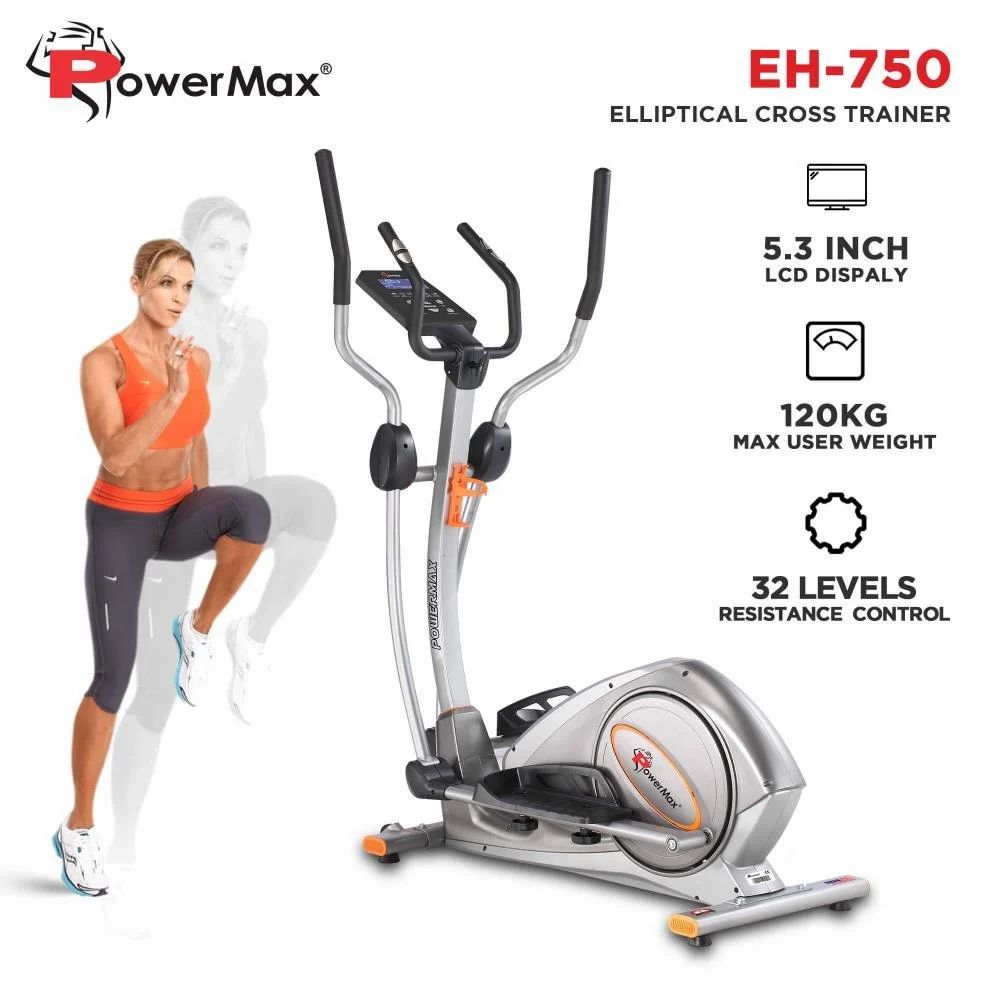 PowerMax®
EH-750
ELLIPTICAL CROSS TRAINER
5.3 INCH
LCD DISPALY
120KG
MAX USER WEIGHT
32 LEVELS
RESISTANCE CONTROL
POWERMAX
PowerMax®